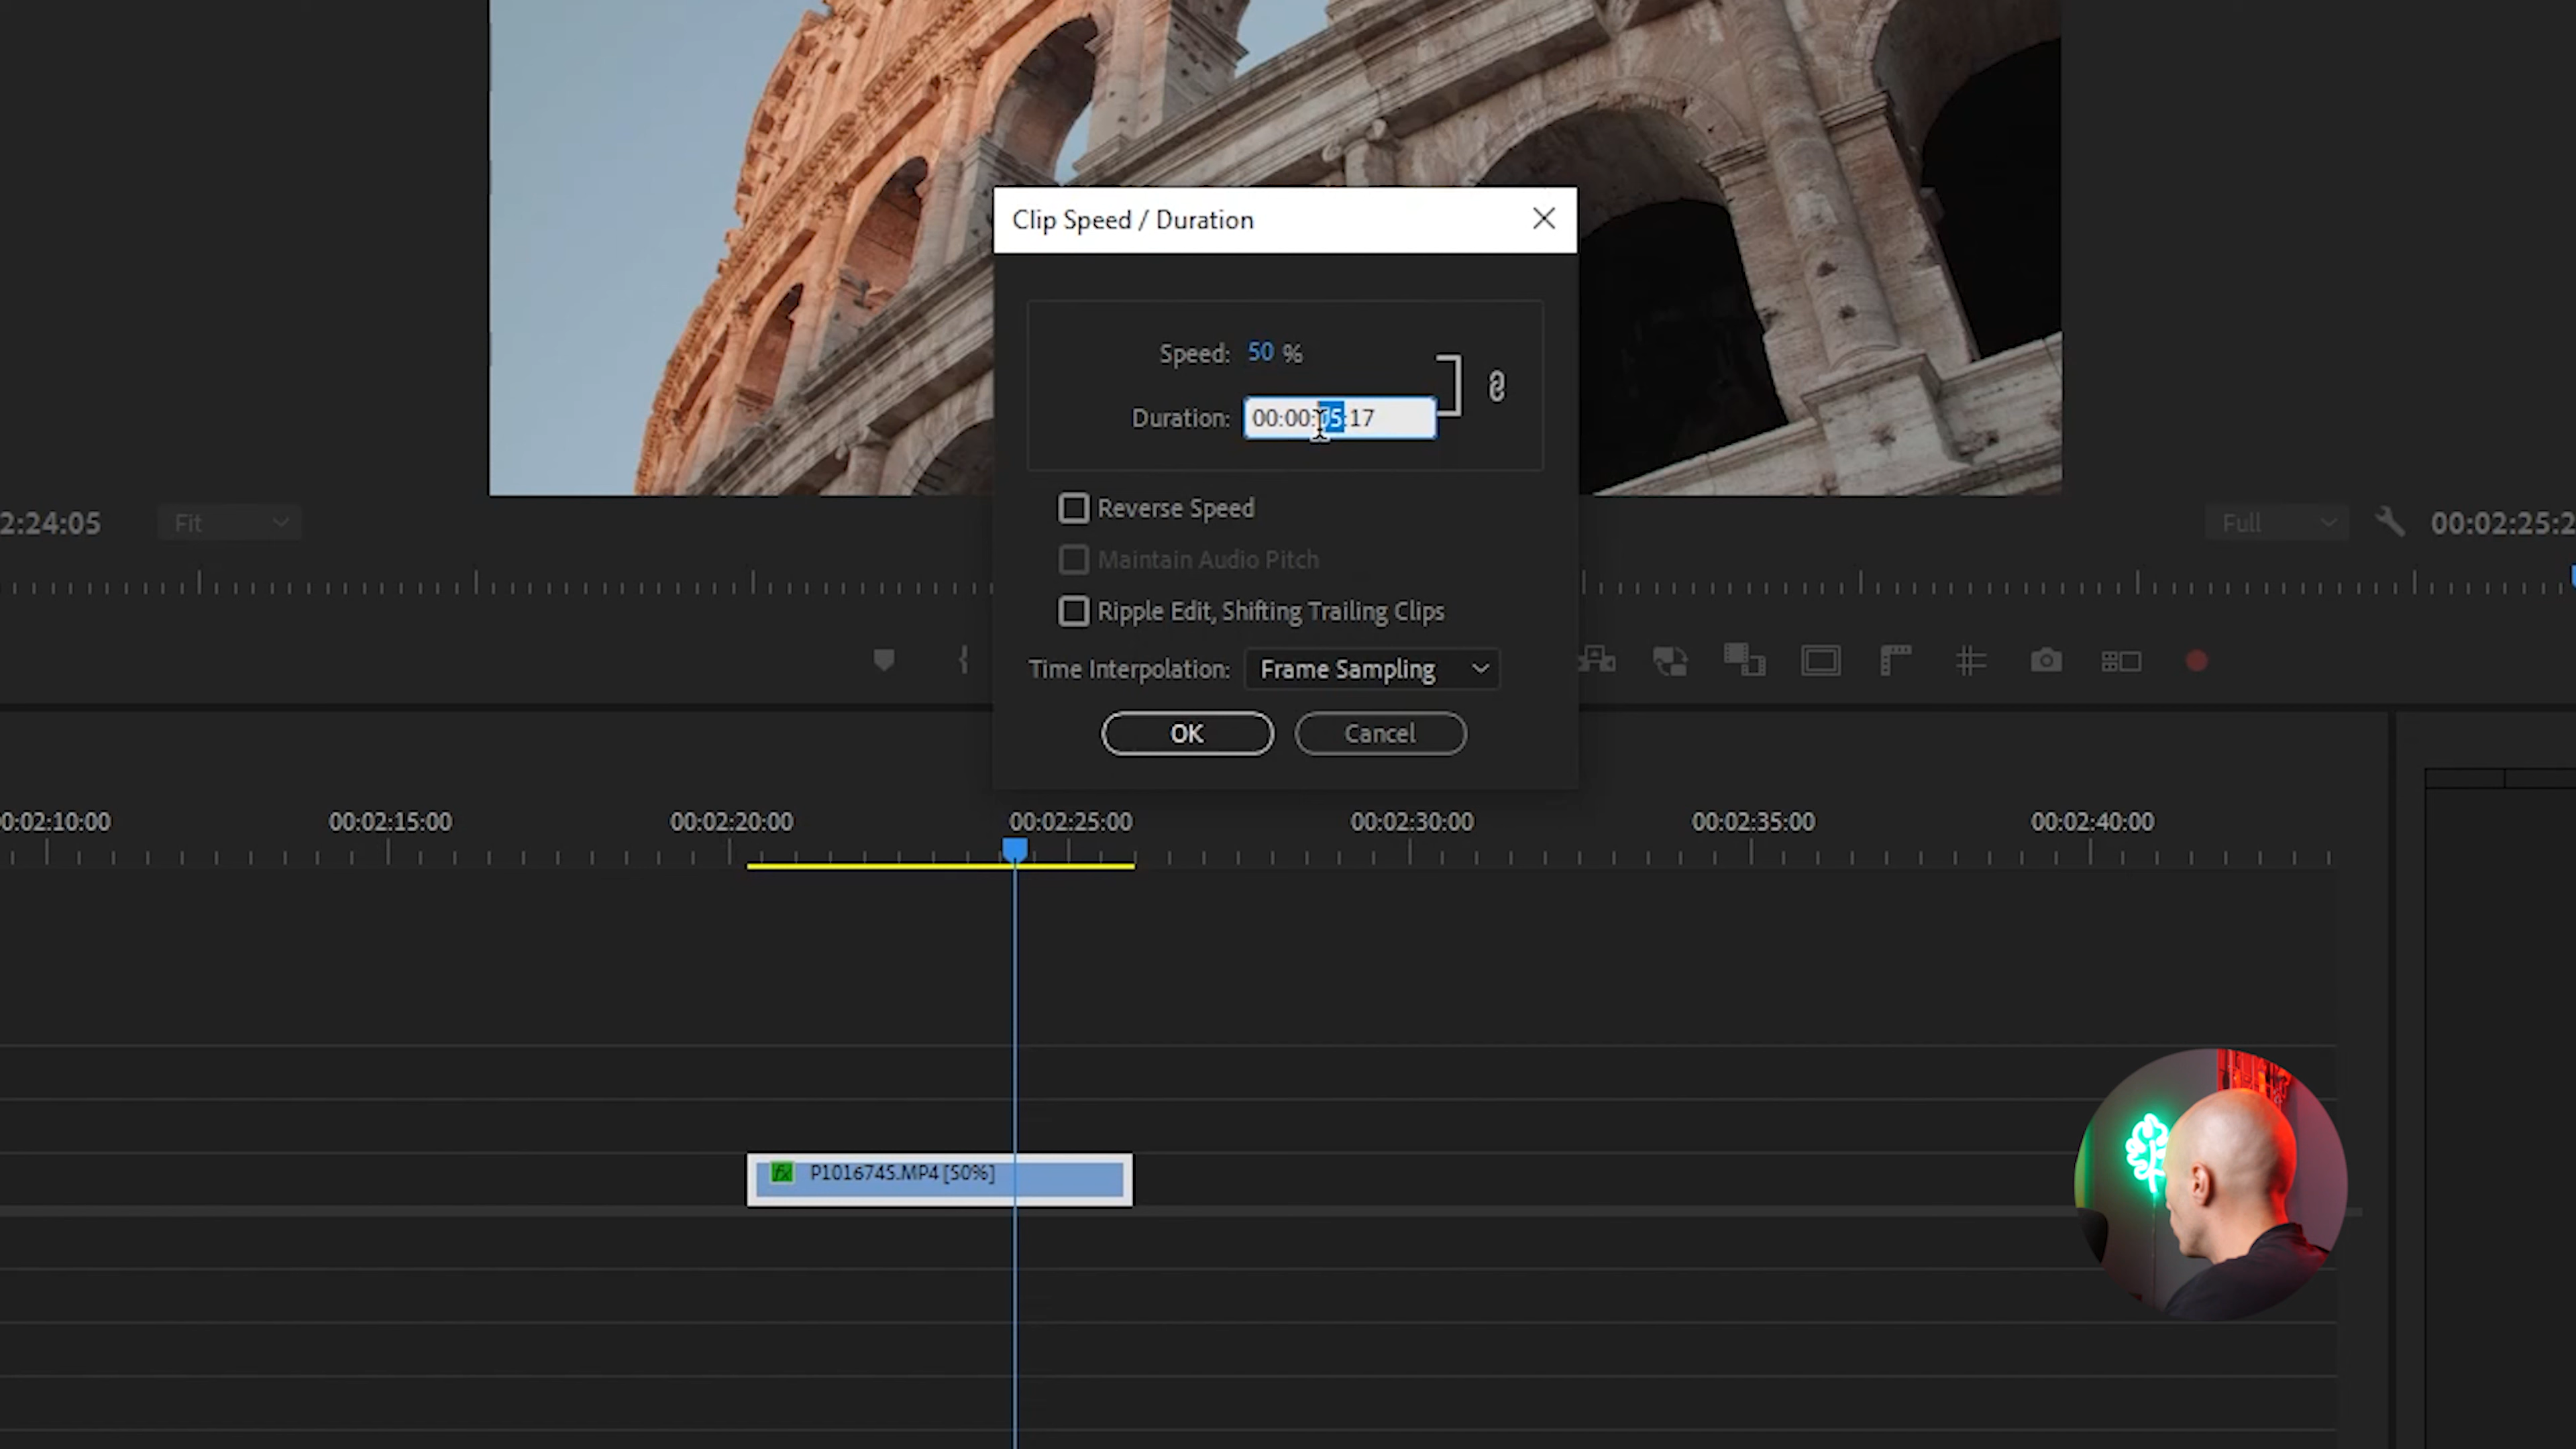 Clip Speed / Duration
Speed: 50 %
Duration: 00:00:05:17
Reverse Speed
Maintain Audio Pitch
Ripple Edit, Shifting Trailing Clips
Time Interpolation: Frame Sampling
OK Cancel
2:24:05 Fit Full 00:02:25:2
0:02:10:00 00:02:15:00 00:02:20:00 00:02:25:00 00:02:30:00 00:02:35:00 00:02:40:00
fx P1016745.MP4 [50%]